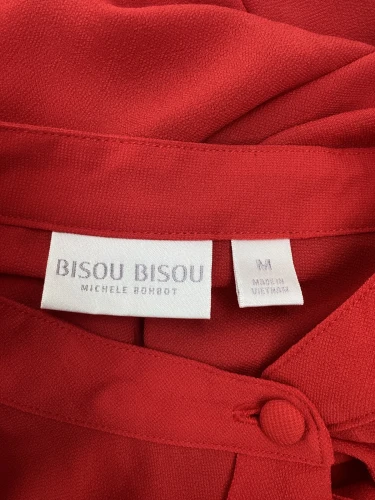 BISOU BISOU
MICHELE BOHBOT
M
MADE IN
VIETNAM